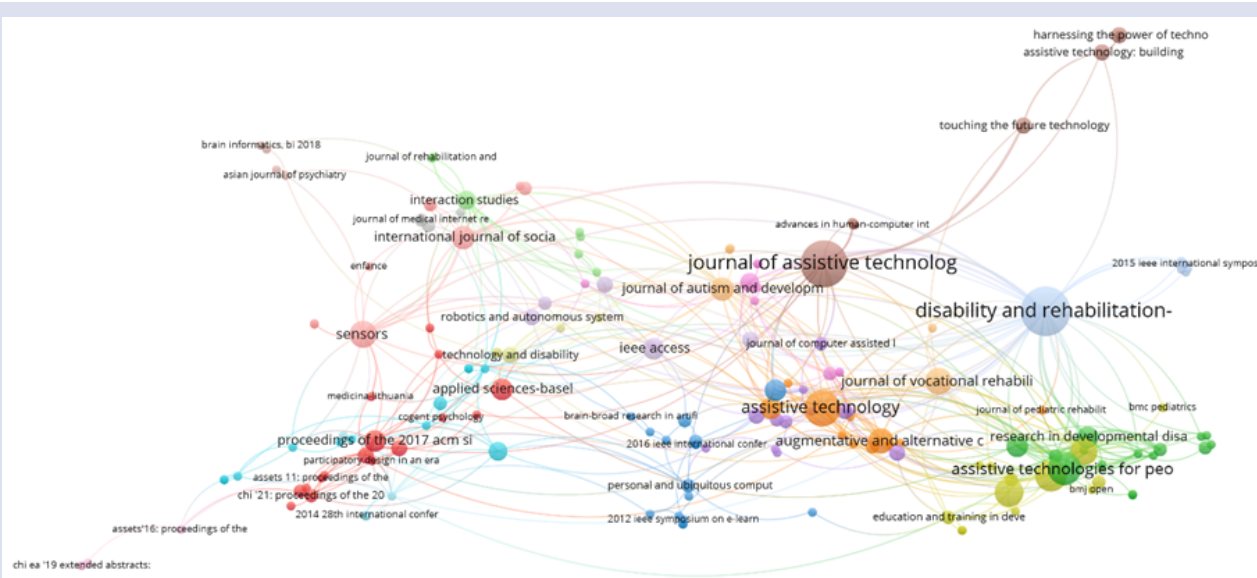 harnessing the power of techno
assistive technology: building
touching the future technology
brain informatics, bi 2018
journal of rehabilitation and
asian journal of psychiatry
interaction studies
journal of medical internet re
advances in human-computer int
international journal of socia
journal of assistive technolog
enfance
2015 ieee international sympos
journal of autism and developm
disability and rehabilitation-
robotics and autonomous system
sensors
journal of computer assisted l
ieee access
technology and disability
journal of vocational rehabili
applied sciences-basel
medicina-lithuania
assistive technology
journal of pediatric rehabilit
bmc pediatrics
cogent psychology
brain-broad research in artifi
proceedings of the 2017 acm si
2016 ieee international confer
augmentative and alternative c
research in developmental disa
participatory design in an era
assistive technologies for peo
assets 11: proceedings of the
personal and ubiquitous comput
bmj open
chi '21: proceedings of the 20
2014 28th international confer
2012 ieee symposium on e-learn
education and training in deve
assets'16: proceedings of the
chi ea '19 extended abstracts: